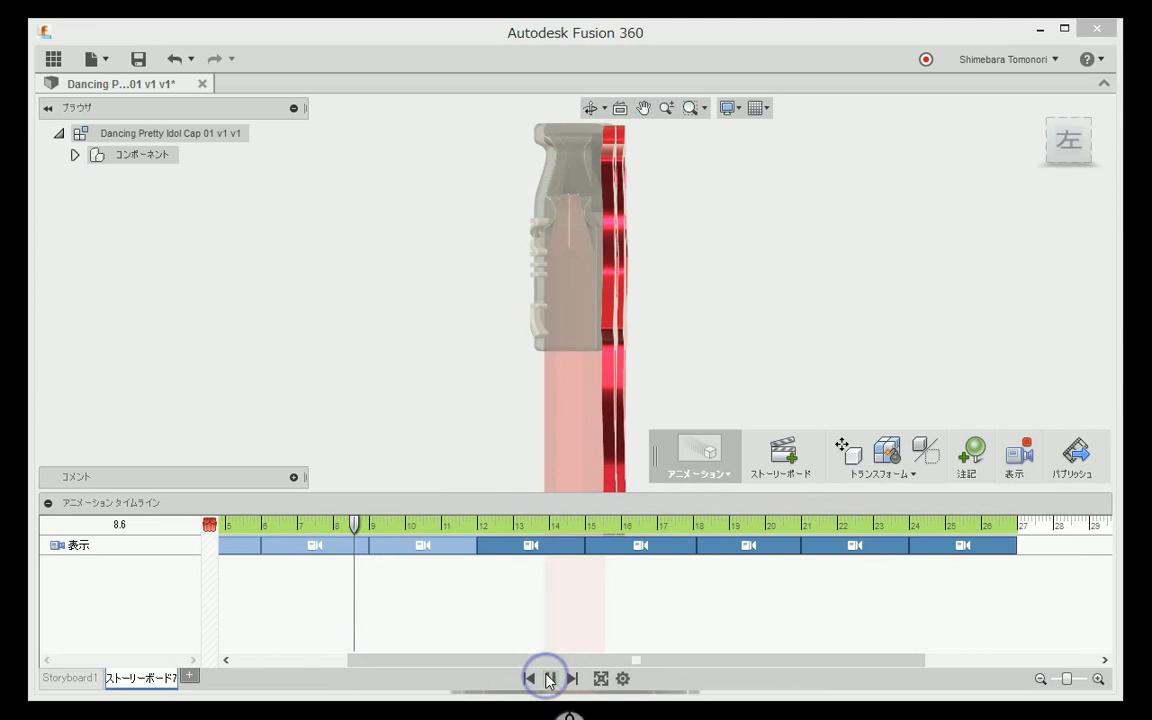 Autodesk Fusion 360
Shimebara Tomonori
Dancing P...01 v1 v1*
ブラウザ
Dancing Pretty Idol Cap 01 v1 v1
コンポーネント
左
アニメーション
ストーリーボード
トランスフォーム
注記
表示
パブリッシュ
コメント
アニメーション タイムライン
8.6
5 6 7 8 9 10 11 12 13 14 15 16 17 18 19 20 21 22 23 24 25 26 27 28 29
表示
Storyboard1
ストーリーボード7